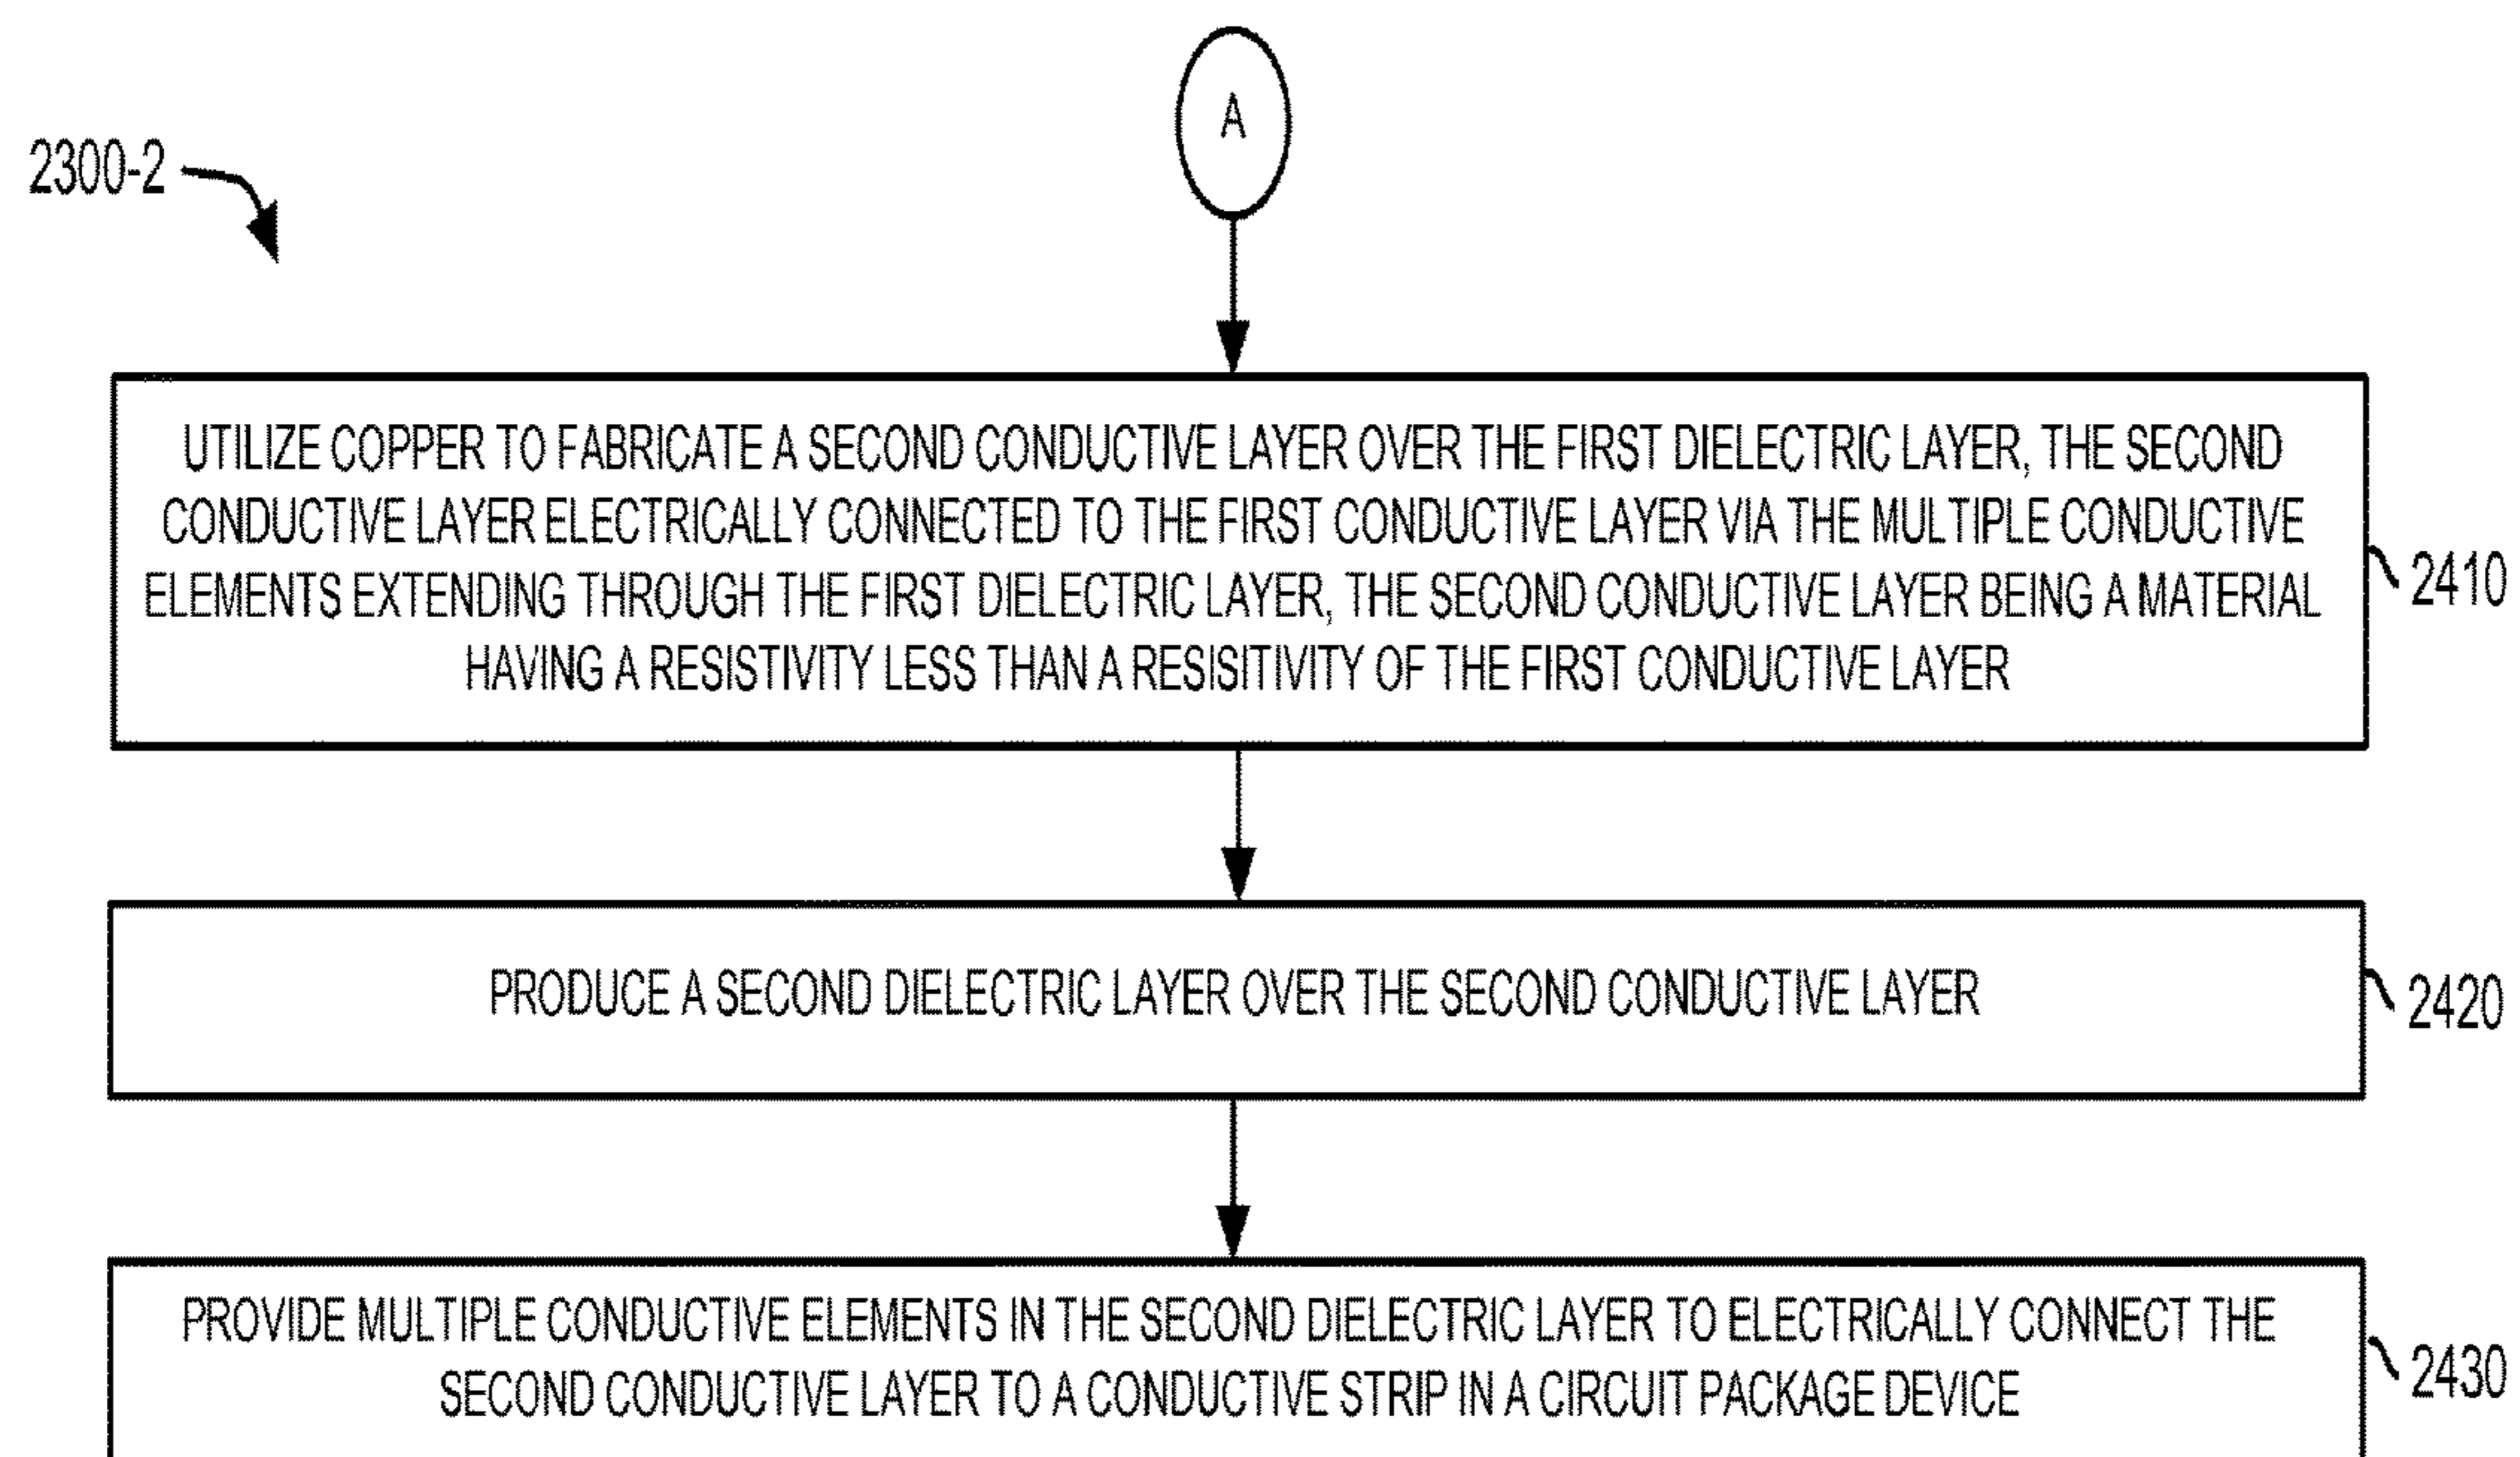 A
2300-2
UTILIZE COPPER TO FABRICATE A SECOND CONDUCTIVE LAYER OVER THE FIRST DIELECTRIC LAYER, THE SECOND
CONDUCTIVE LAYER ELECTRICALLY CONNECTED TO THE FIRST CONDUCTIVE LAYER VIA THE MULTIPLE CONDUCTIVE
ELEMENTS EXTENDING THROUGH THE FIRST DIELECTRIC LAYER, THE SECOND CONDUCTIVE LAYER BEING A MATERIAL
HAVING A RESISTIVITY LESS THAN A RESISITIVITY OF THE FIRST CONDUCTIVE LAYER
2410
PRODUCE A SECOND DIELECTRIC LAYER OVER THE SECOND CONDUCTIVE LAYER
2420
PROVIDE MULTIPLE CONDUCTIVE ELEMENTS IN THE SECOND DIELECTRIC LAYER TO ELECTRICALLY CONNECT THE
SECOND CONDUCTIVE LAYER TO A CONDUCTIVE STRIP IN A CIRCUIT PACKAGE DEVICE
2430